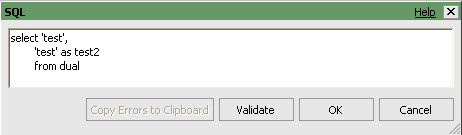 SQL Help
select 'test',
'test' as test2
from dual
Copy Errors to Clipboard Validate OK Cancel